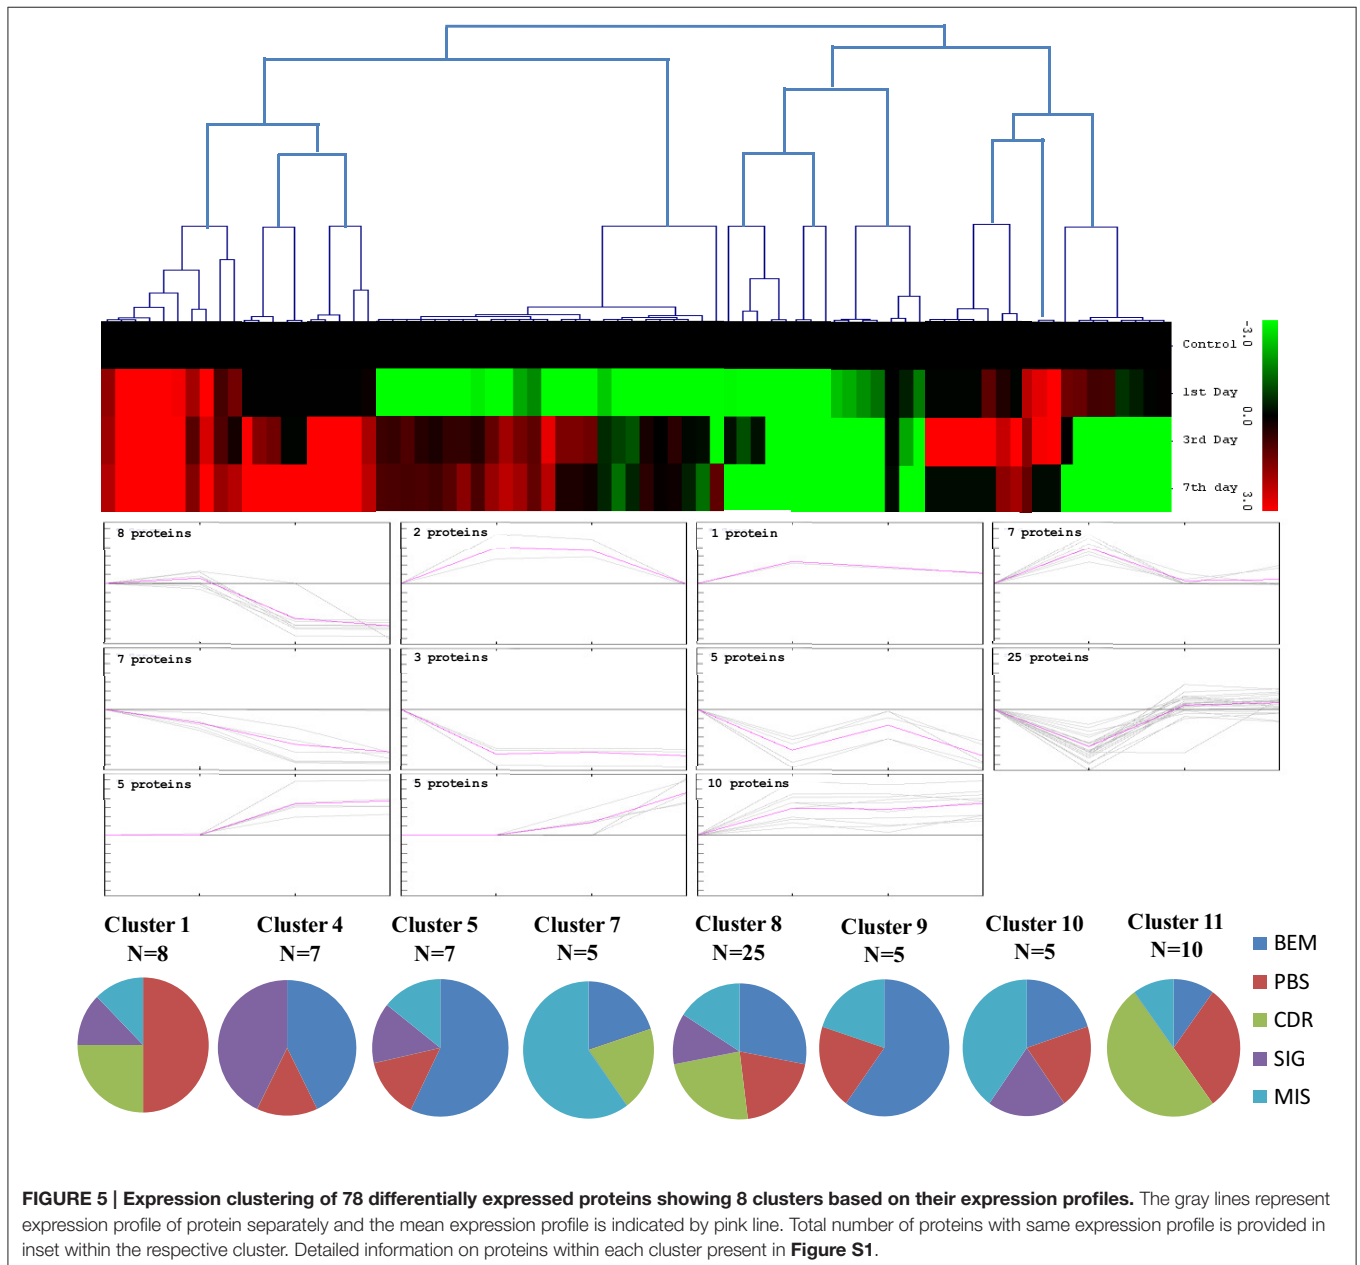 -3.0
Control
1st Day
0.0
3rd Day
7th day
3.0
8 proteins
2 proteins
1 protein
7 proteins
7 proteins
3 proteins
5 proteins
25 proteins
5 proteins
5 proteins
10 proteins
Cluster 1
N=8
Cluster 4
N=7
Cluster 5
N=7
Cluster 7
N=5
Cluster 8
N=25
Cluster 9
N=5
Cluster 10
N=5
Cluster 11
N=10
BEM
PBS
CDR
SIG
MIS
FIGURE 5 | Expression clustering of 78 differentially expressed proteins showing 8 clusters based on their expression profiles. The gray lines represent
expression profile of protein separately and the mean expression profile is indicated by pink line. Total number of proteins with same expression profile is provided in
inset within the respective cluster. Detailed information on proteins within each cluster present in Figure S1.